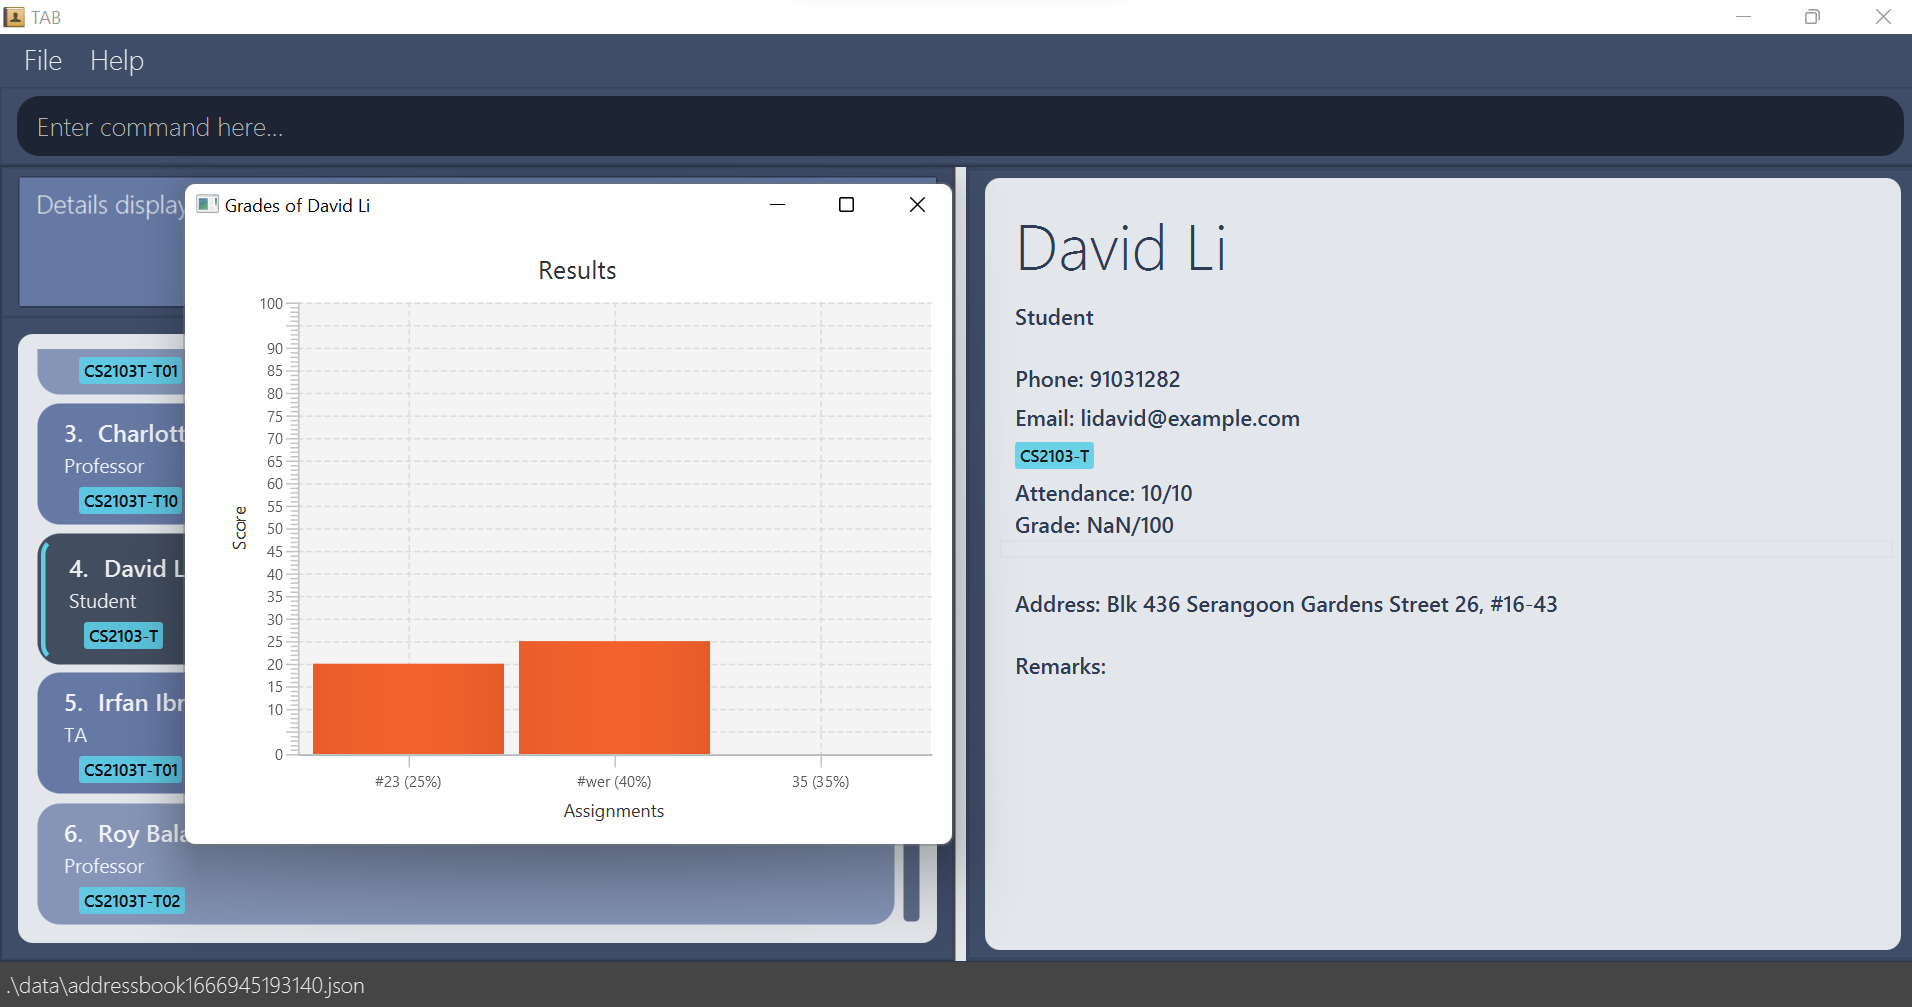 TAB
File Help
Enter command here...
Details display
CS2103T-T01
3. Charlott
Professor
CS2103T-T10
4. David L
Student
CS2103-T
5. Irfan Ibr
TA
CS2103T-T01
6. Roy Bala
Professor
CS2103T-T02
Grades of David Li
Results
100
90
85
80
75
70
65
60
55
50
45
40
35
30
25
20
15
10
0
Score
#23 (25%) #wer (40%) 35 (35%)
Assignments
David Li
Student
Phone: 91031282
Email: lidavid@example.com
CS2103-T
Attendance: 10/10
Grade: NaN/100
Address: Blk 436 Serangoon Gardens Street 26, #16-43
Remarks:
.\data\addressbook1666945193140.json